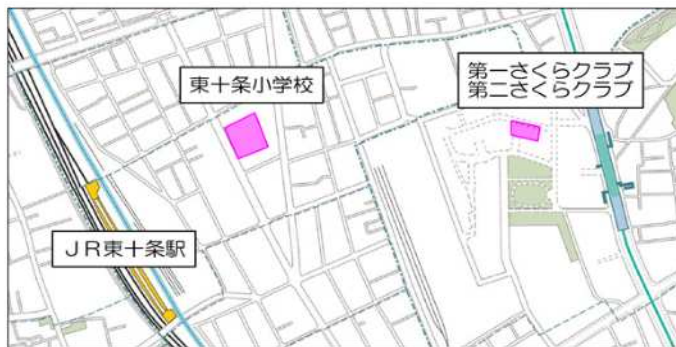 東十条小学校
第一さくらクラブ
第二さくらクラブ
ＪＲ東十条駅